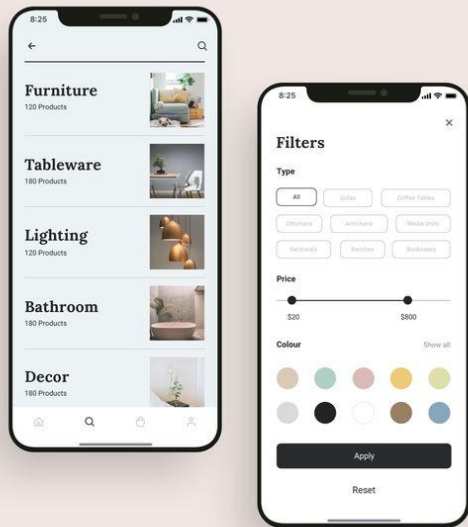 8:25
Furniture
120 Products
Tableware
180 Products
Lighting
120 Products
Bathroom
180 Products
Decor
180 Products
8:25
Filters
Type
All
Sofas
Coffee Tables
Ottomans
Armchairs
Media Units
Sectionals
Benches
Bookcases
Price
$20
$800
Colour
Show all
Apply
Reset